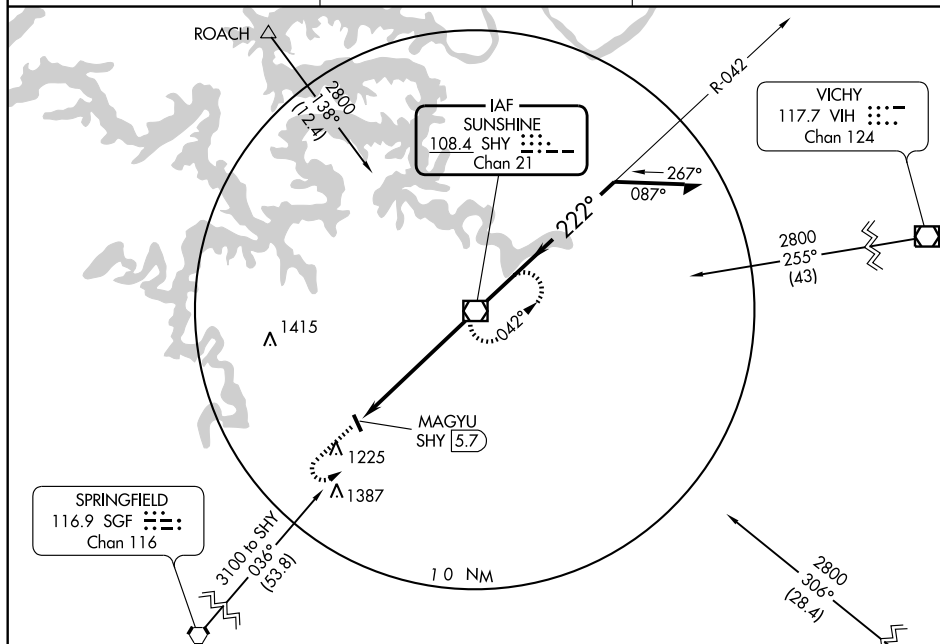 ROACH
2800
138°
(12.4)
IAF
SUNSHINE
108.4 SHY
Chan 21
R-042
VICHY
117.7 VIH
Chan 124
267°
087°
222°
2800
255°
(43)
042°
1415
MAGYU
SHY 5.7
1225
1387
SPRINGFIELD
116.9 SGF
Chan 116
3100 to SHY
036°
(53.8)
10 NM
2800
306°
(28.4)